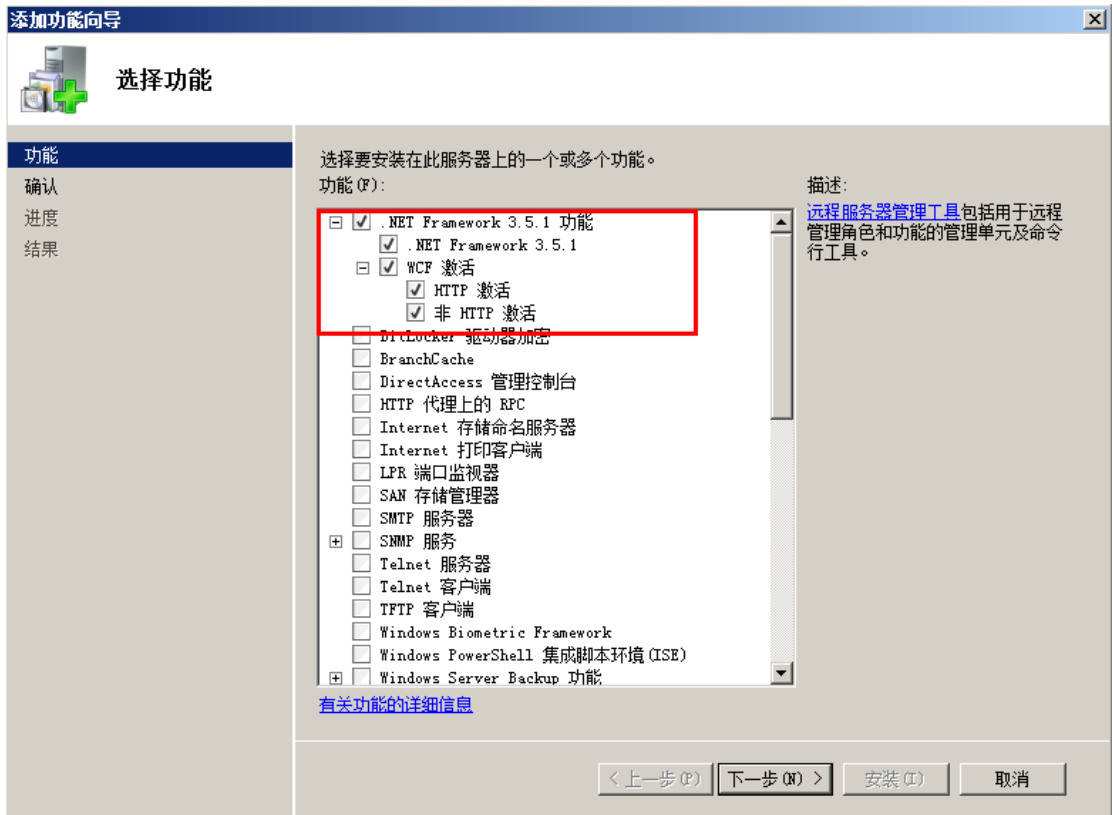 添加功能向导
选择功能
功能
确认
进度
结果
选择要安装在此服务器上的一个或多个功能。
功能(F):
.NET Framework 3.5.1 功能
.NET Framework 3.5.1
WCF 激活
HTTP 激活
非 HTTP 激活
BitLocker 驱动器加密
BranchCache
DirectAccess 管理控制台
HTTP 代理上的 RPC
Internet 存储命名服务器
Internet 打印客户端
LPR 端口监视器
SAN 存储管理器
SMTP 服务器
SNMP 服务
Telnet 服务器
Telnet 客户端
TFTP 客户端
Windows Biometric Framework
Windows PowerShell 集成脚本环境(ISE)
Windows Server Backup 功能
有关功能的详细信息
描述:
远程服务器管理工具包括用于远程
管理角色和功能的管理单元及命令
行工具。
< 上一步(P)
下一步(N) >
安装(I)
取消